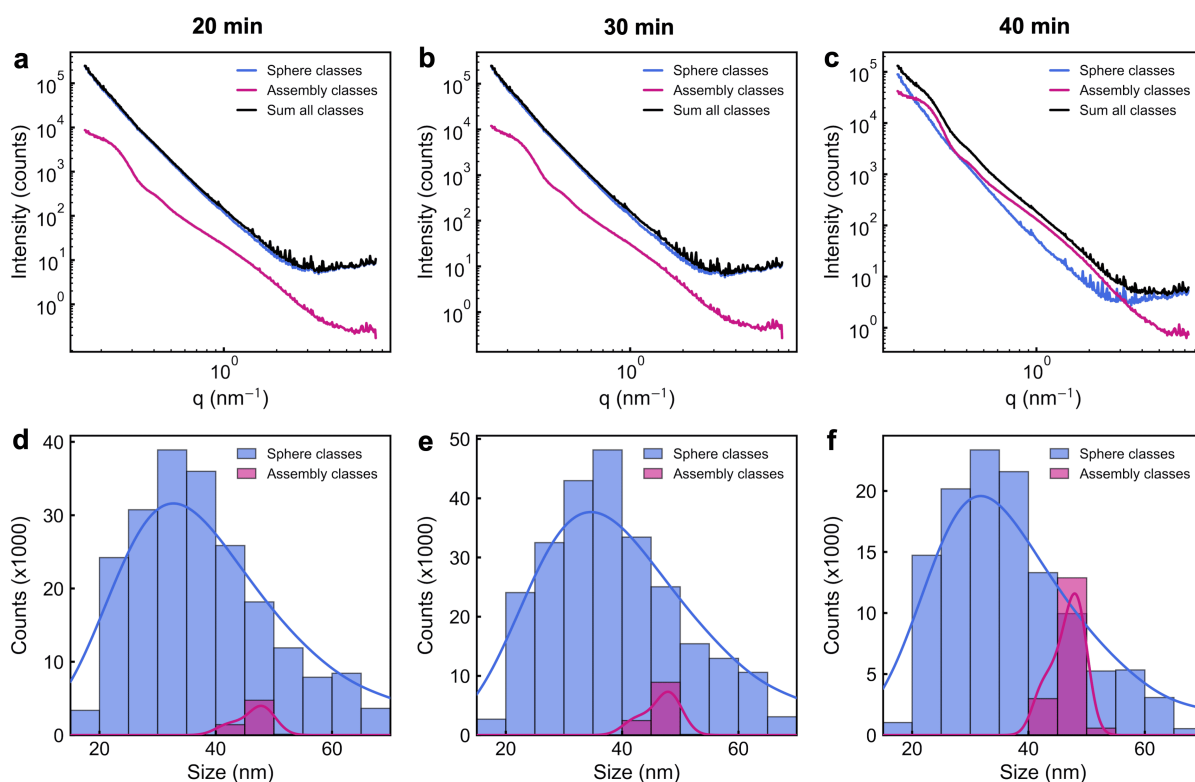 20 min
30 min
40 min
a
b
c
Intensity (counts)
10⁵
10⁴
10³
10²
10¹
10⁰
Sphere classes
Assembly classes
Sum all classes
10⁰
q (nm⁻¹)
Intensity (counts)
10⁵
10⁴
10³
10²
10¹
10⁰
Sphere classes
Assembly classes
Sum all classes
10⁰
q (nm⁻¹)
Intensity (counts)
10⁵
10⁴
10³
10²
10¹
10⁰
Sphere classes
Assembly classes
Sum all classes
10⁰
q (nm⁻¹)
d
e
f
Counts (x1000)
40
30
20
10
0
Sphere classes
Assembly classes
20 40 60
Size (nm)
Counts (x1000)
50
40
30
20
10
0
Sphere classes
Assembly classes
20 40 60
Size (nm)
Counts (x1000)
20
15
10
5
0
Sphere classes
Assembly classes
20 40 60
Size (nm)